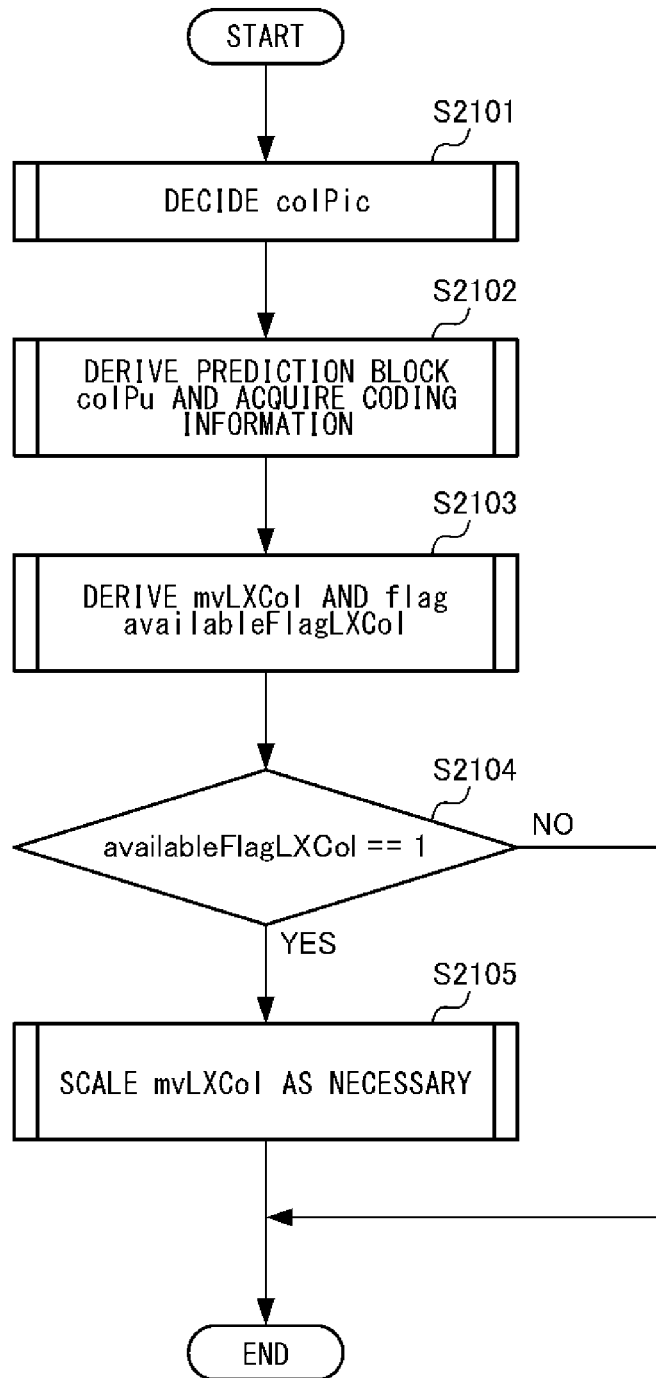 START
S2101
DECIDE colPic
S2102
DERIVE PREDICTION BLOCK
colPu AND ACQUIRE CODING
INFORMATION
S2103
DERIVE mvLXCol AND flag
availableFlagLXCol
S2104
availableFlagLXCol == 1
NO
YES
S2105
SCALE mvLXCol AS NECESSARY
END